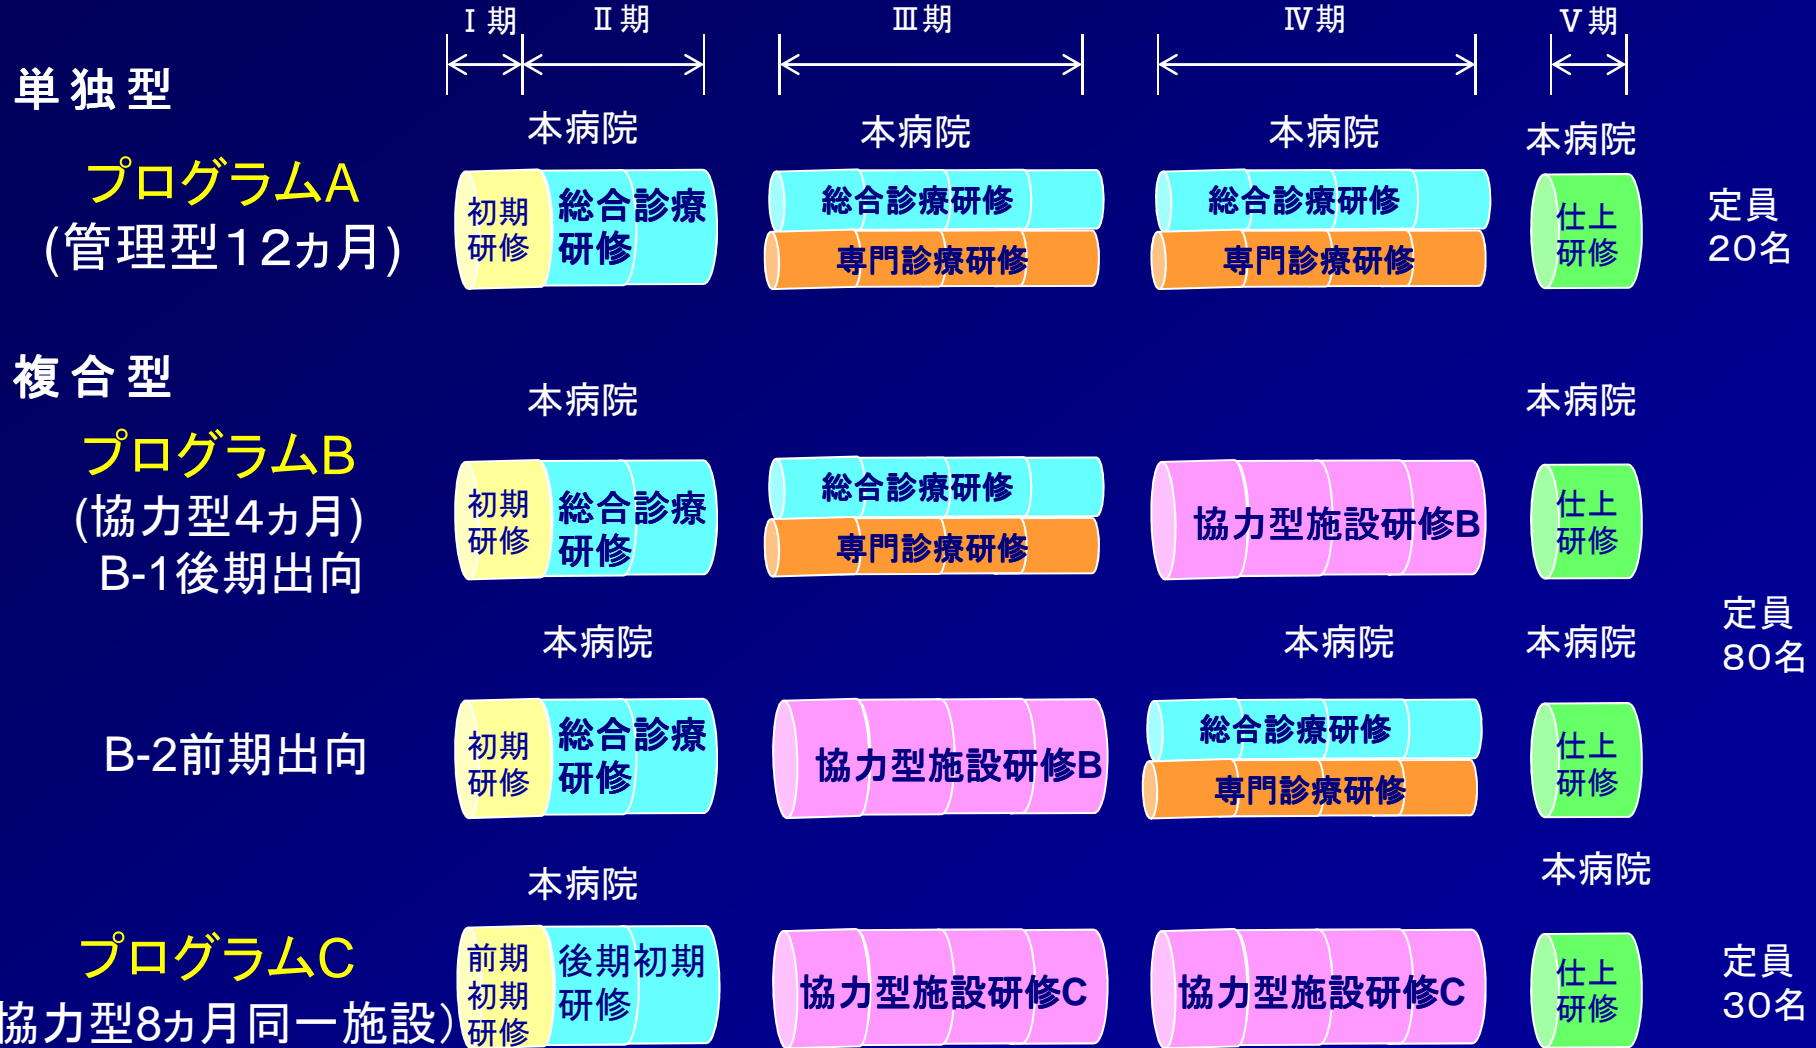 Ⅰ期 Ⅱ期 Ⅲ期 Ⅳ期 Ⅴ期
単独型
本病院 本病院 本病院 本病院
プログラムA
(管理型12ヵ月)
初期
研修
総合診療
研修
総合診療研修
専門診療研修
総合診療研修
専門診療研修
仕上
研修
定員
20名
複合型
本病院 本病院
プログラムB
(協力型4ヵ月)
B-1後期出向
初期
研修
総合診療
研修
総合診療研修
専門診療研修
協力型施設研修B
仕上
研修
定員
80名
本病院 本病院 本病院
B-2前期出向
初期
研修
総合診療
研修
協力型施設研修B
総合診療研修
専門診療研修
仕上
研修
本病院 本病院
プログラムC
協力型8ヵ月同一施設)
前期
初期
研修
後期初期
研修
協力型施設研修C
協力型施設研修C
仕上
研修
定員
30名